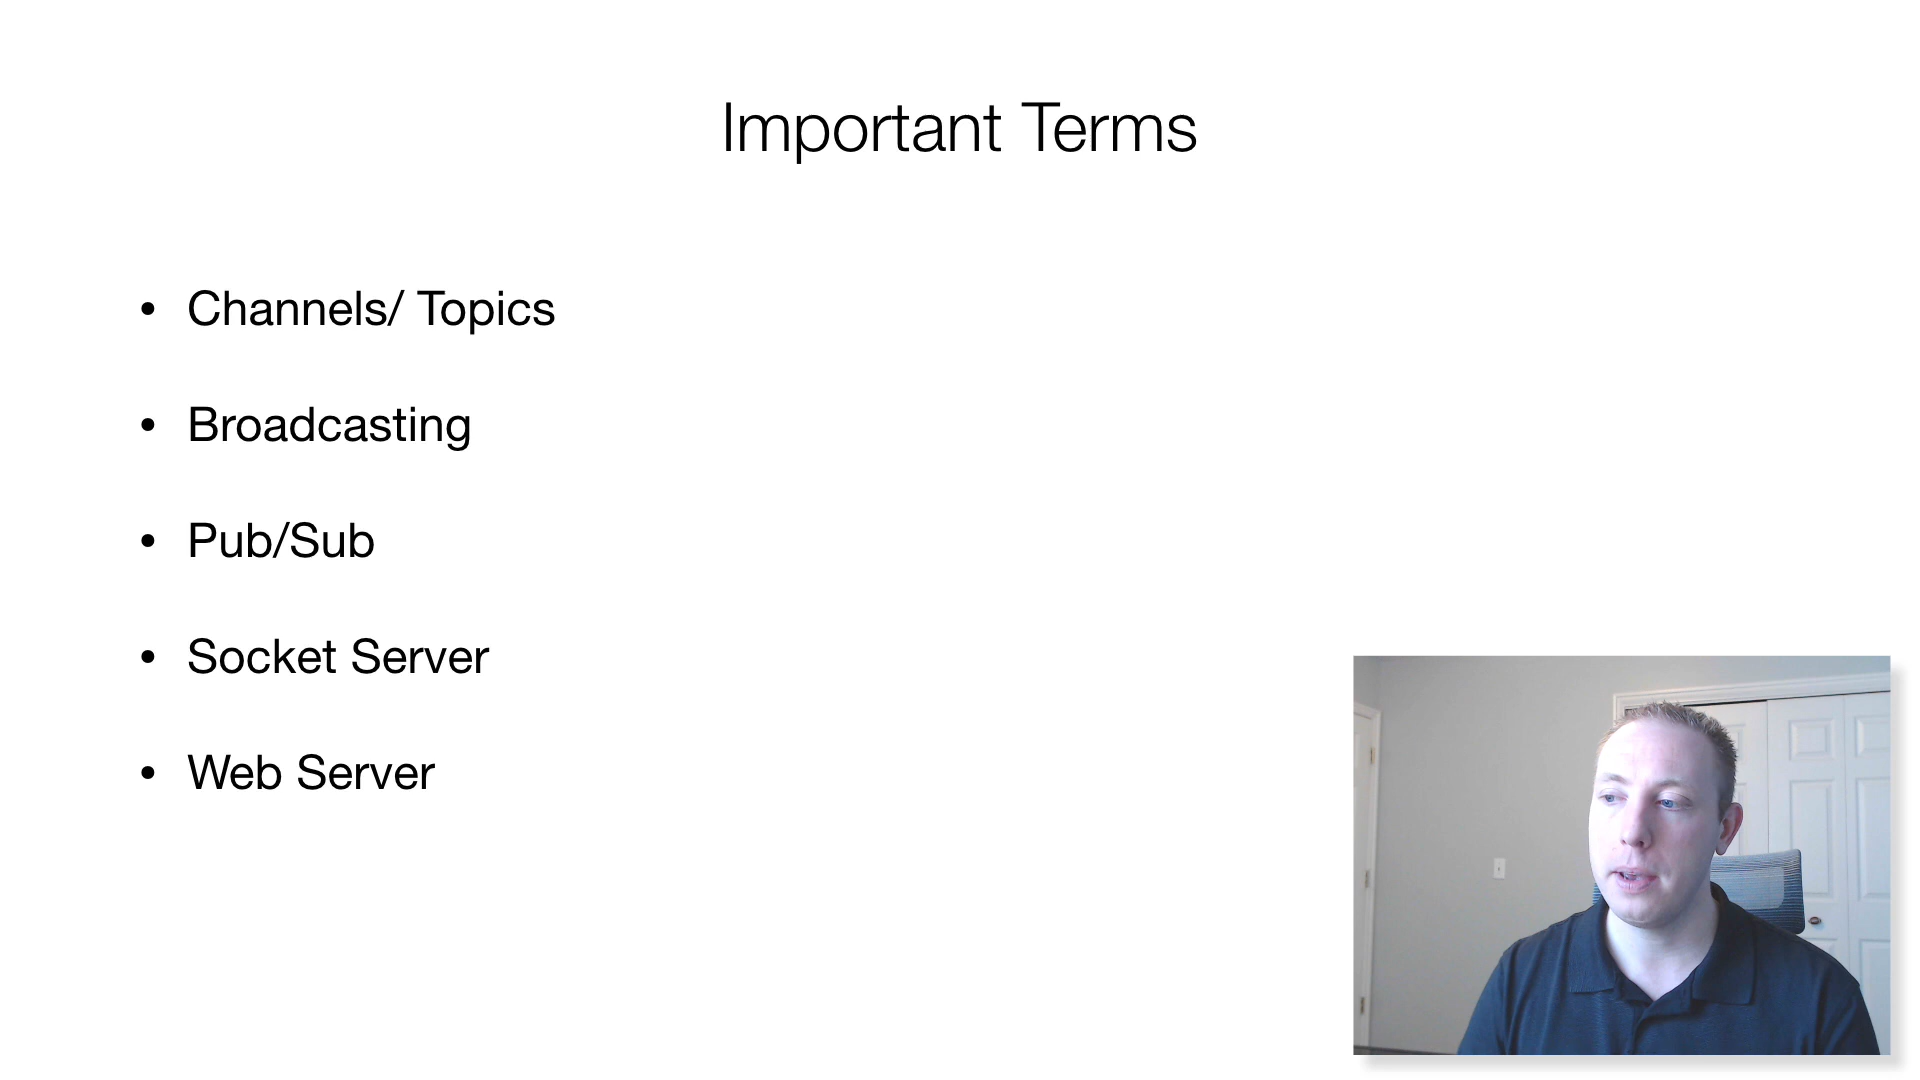 Important Terms
• Channels/ Topics
• Broadcasting
• Pub/Sub
• Socket Server
• Web Server